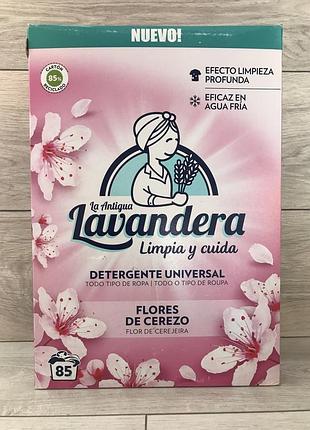 NUEVO!
CARTÓN
85%
RECICLADO
EFECTO LIMPIEZA
PROFUNDA
EFICAZ EN
AGUA FRÍA
La Antigua
Lavandera
Limpia y cuida
DETERGENTE UNIVERSAL
TODO TIPO DE ROPA | TODO O TIPO DE ROUPA
FLORES
DE CEREZO
FLOR DE CEREJEIRA
85